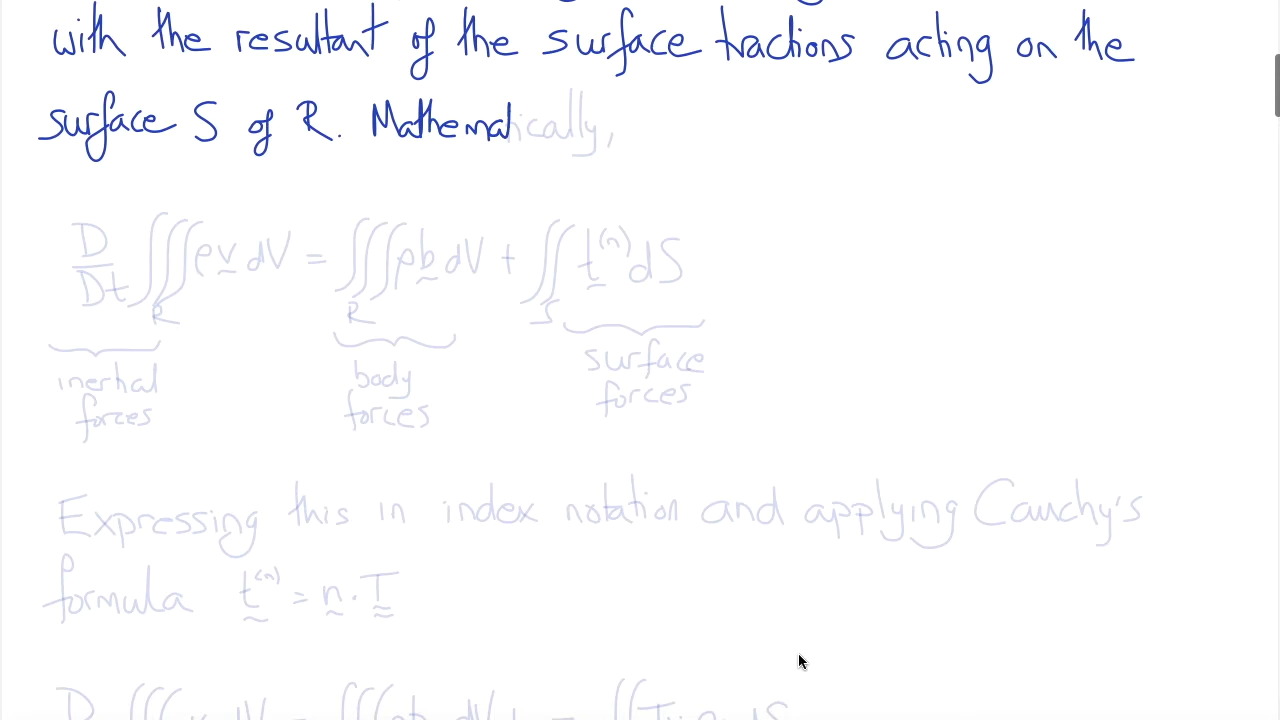 with the resultant of the surface tractions acting on the
surface S of R. Mathematically,
D/Dt ∭_R ρv dV = ∭_R ρb dV + ∬_S t^(n) dS
inertial forces
body forces
surface forces
Expressing this in index notation and applying Cauchy's
formula t^(n) = n · T